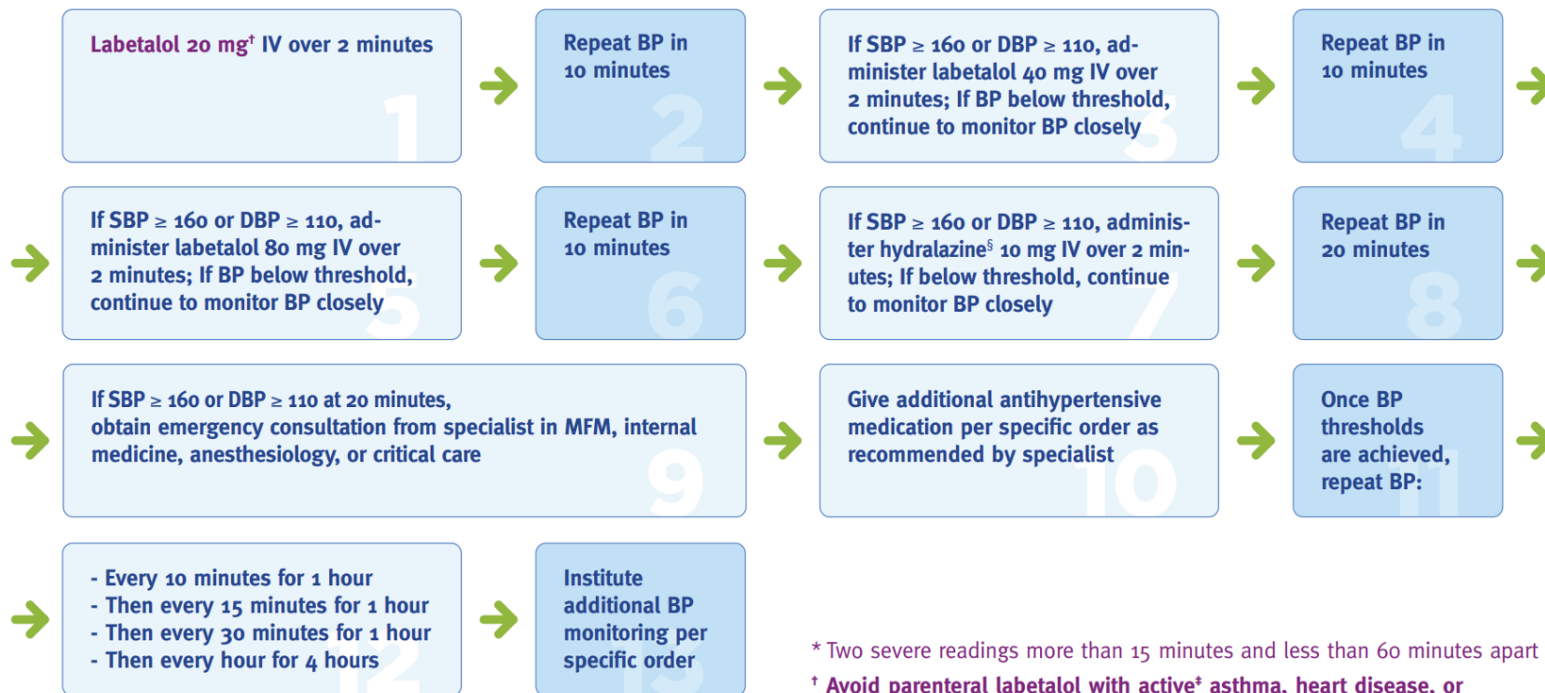 Labetalol 20 mg† IV over 2 minutes
1
Repeat BP in
10 minutes
2
If SBP ≥ 160 or DBP ≥ 110, ad-
minister labetalol 40 mg IV over
2 minutes; If BP below threshold,
continue to monitor BP closely
3
Repeat BP in
10 minutes
4
If SBP ≥ 160 or DBP ≥ 110, ad-
minister labetalol 80 mg IV over
2 minutes; If BP below threshold,
continue to monitor BP closely
5
Repeat BP in
10 minutes
6
If SBP ≥ 160 or DBP ≥ 110, adminis-
ter hydralazine§ 10 mg IV over 2 min-
utes; If below threshold, continue
to monitor BP closely
7
Repeat BP in
20 minutes
8
If SBP ≥ 160 or DBP ≥ 110 at 20 minutes,
obtain emergency consultation from specialist in MFM, internal
medicine, anesthesiology, or critical care
9
Give additional antihypertensive
medication per specific order as
recommended by specialist
10
Once BP
thresholds
are achieved,
repeat BP:
11
- Every 10 minutes for 1 hour
- Then every 15 minutes for 1 hour
- Then every 30 minutes for 1 hour
- Then every hour for 4 hours
12
Institute
additional BP
monitoring per
specific order
13
* Two severe readings more than 15 minutes and less than 60 minutes apart
† Avoid parenteral labetalol with active‡ asthma, heart disease, or